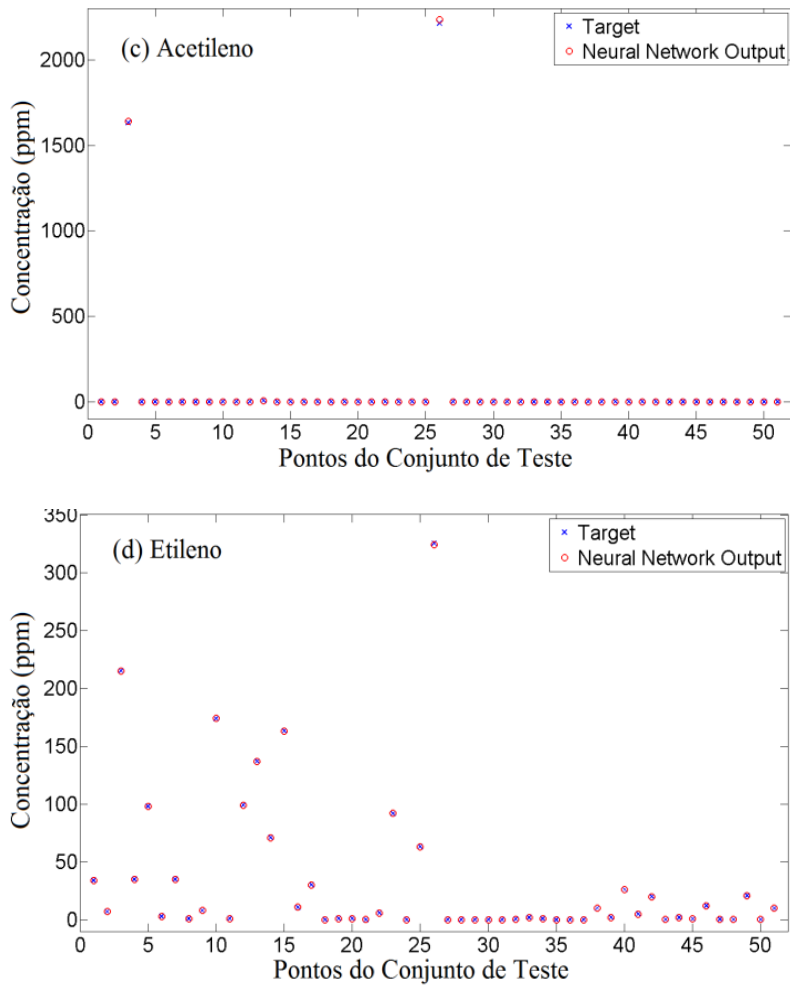 (c) Acetileno
Target
Neural Network Output
2000
1500
1000
500
0
Concentração (ppm)
0 5 10 15 20 25 30 35 40 45 50
Pontos do Conjunto de Teste
(d) Etileno
Target
Neural Network Output
350
300
250
200
150
100
50
0
Concentração (ppm)
0 5 10 15 20 25 30 35 40 45 50
Pontos do Conjunto de Teste